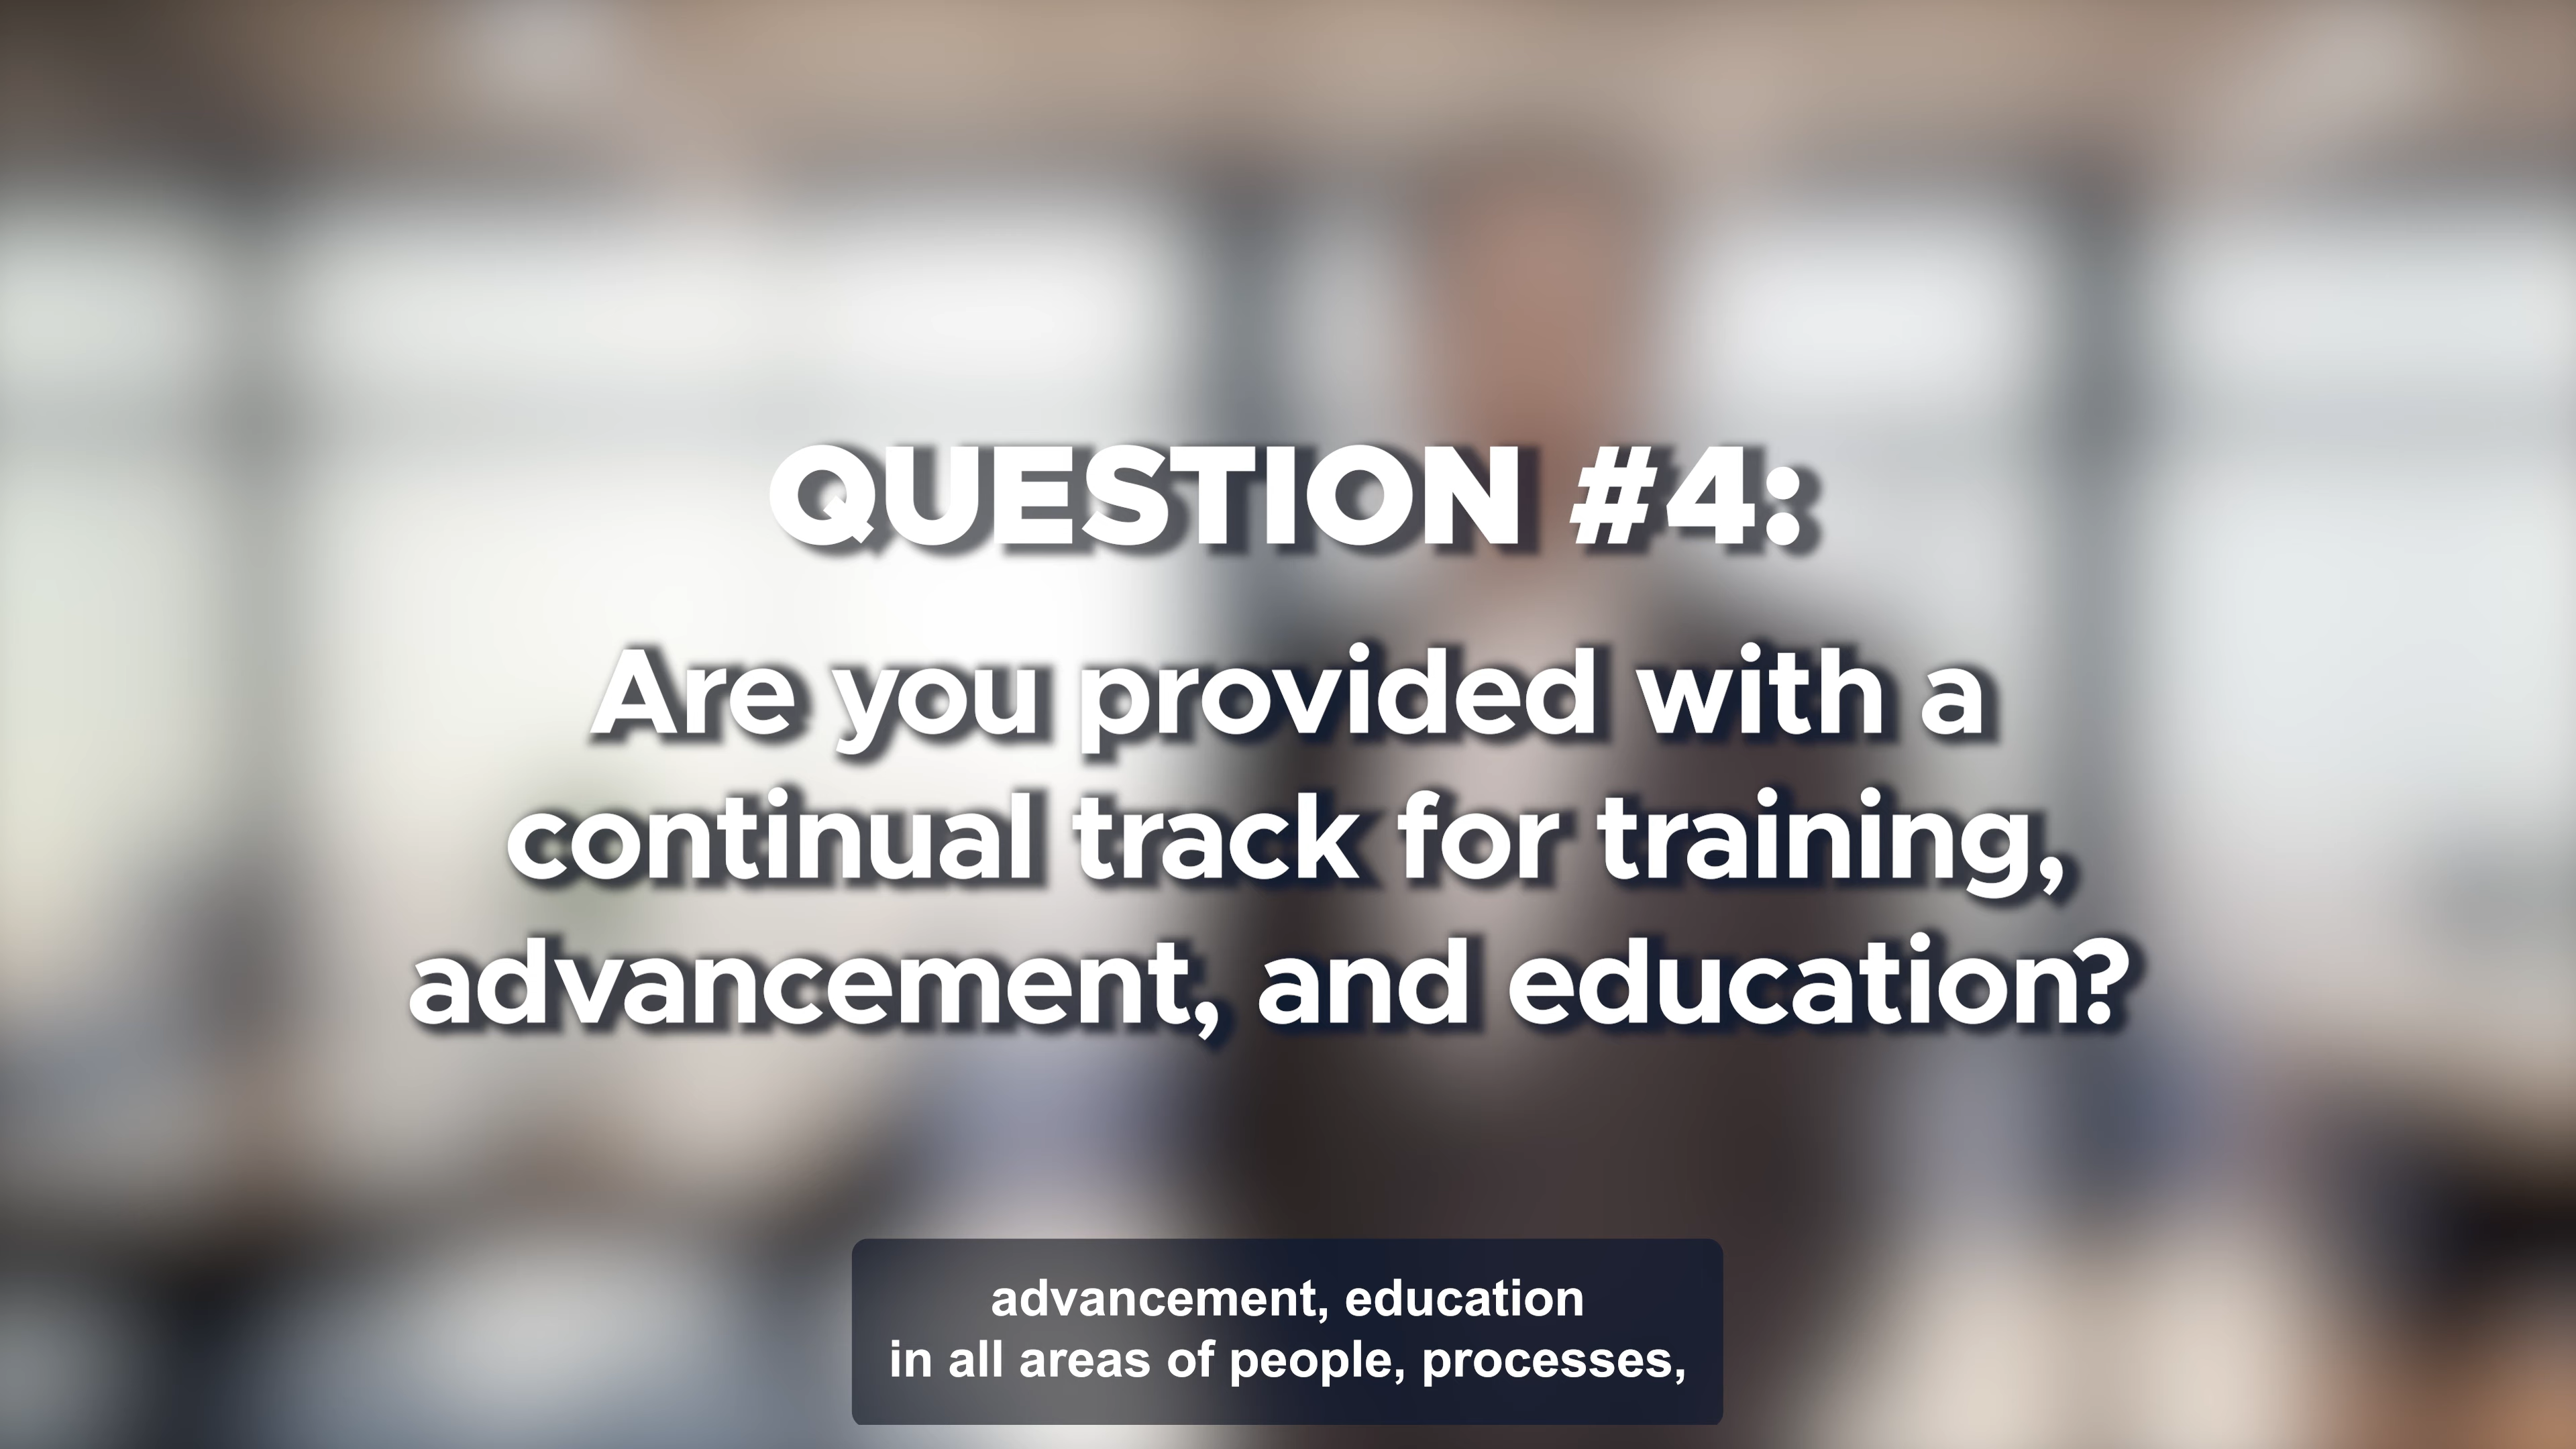 QUESTION #4:
Are you provided with a
continual track for training,
advancement, and education?
advancement, education
in all areas of people, processes,